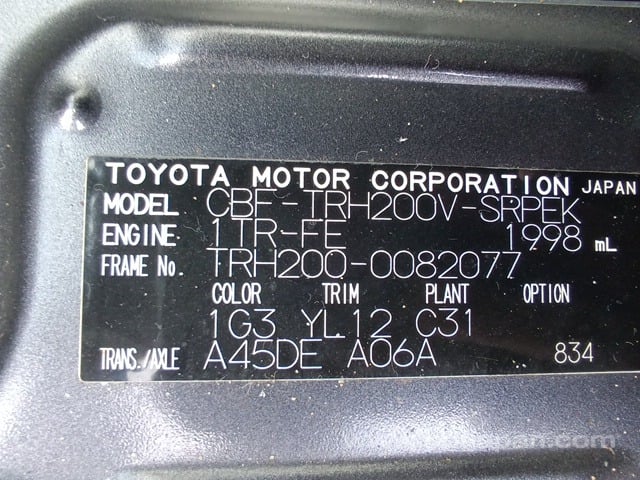 TOYOTA MOTOR CORPORATION JAPAN
MODEL CBF-TRH200V-SRPEK
ENGINE 1TR-FE 1998 mL
FRAME No. TRH200-0082077
COLOR TRIM PLANT OPTION
1G3 YL12 C31
TRANS./AXLE A45DE A06A 834